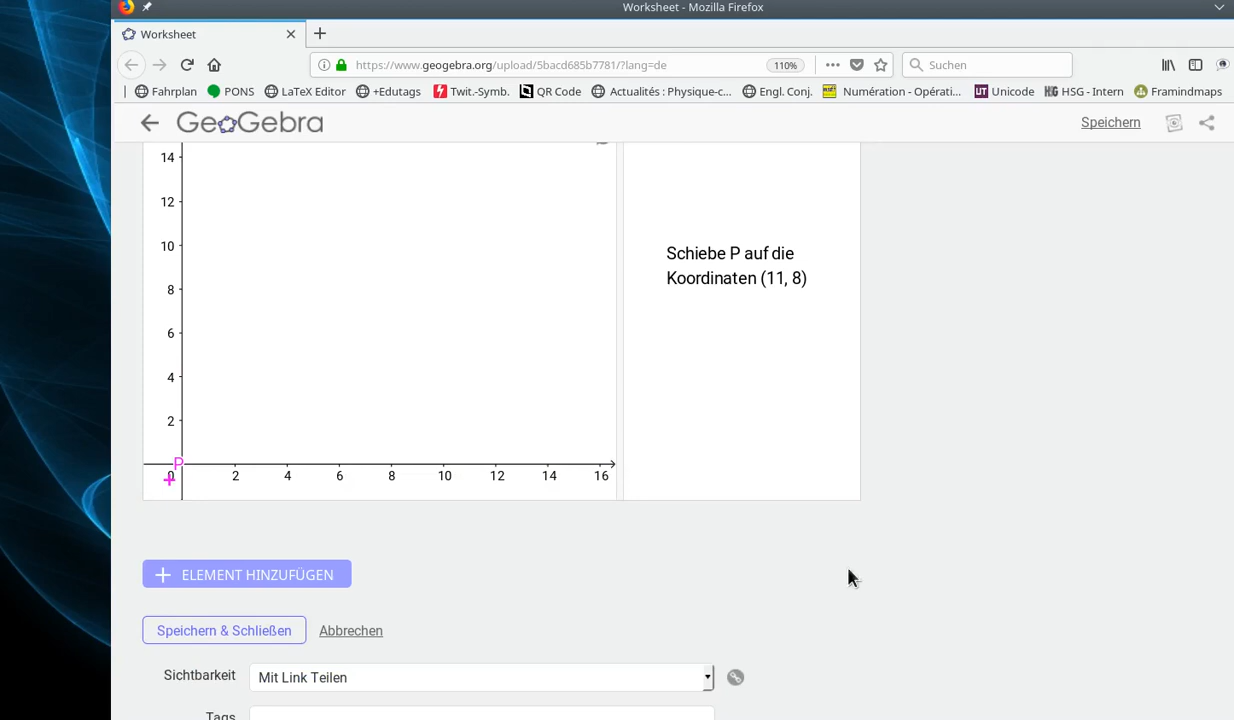 Worksheet - Mozilla Firefox
Worksheet
https://www.geogebra.org/upload/5bacd685b7781/?lang=de
110%
Suchen
Fahrplan PONS LaTeX Editor +Edutags Twit.-Symb. QR Code Actualités : Physique-c... Engl. Conj. Numération - Opérati... UT Unicode HSG - Intern Framindmaps
GeoGebra
Speichern
14
12
10
8
6
4
2
P
0 2 4 6 8 10 12 14 16
Schiebe P auf die
Koordinaten (11, 8)
ELEMENT HINZUFÜGEN
Speichern & Schließen Abbrechen
Sichtbarkeit Mit Link Teilen
Tags